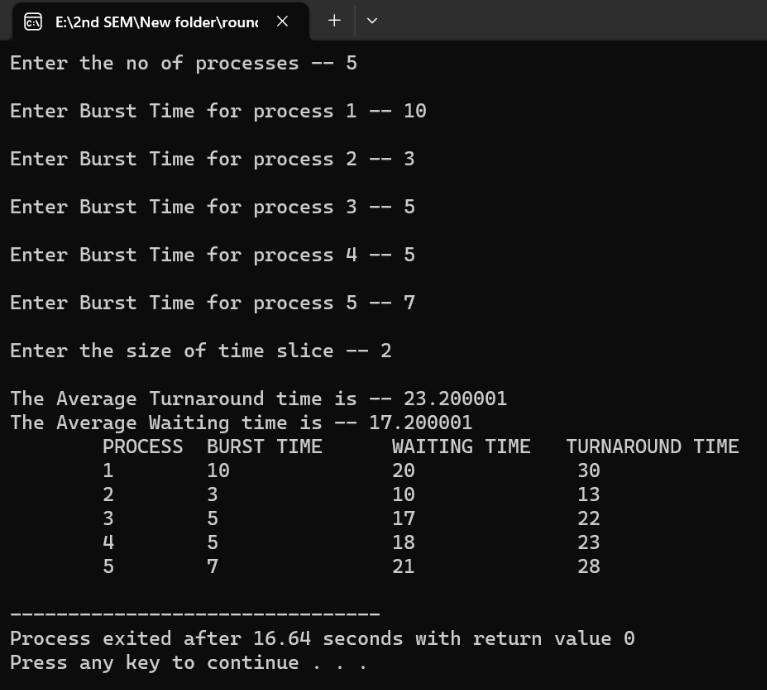 E:\2nd SEM\New folder\roun
Enter the no of processes -- 5
Enter Burst Time for process 1 -- 10
Enter Burst Time for process 2 -- 3
Enter Burst Time for process 3 -- 5
Enter Burst Time for process 4 -- 5
Enter Burst Time for process 5 -- 7
Enter the size of time slice -- 2
The Average Turnaround time is -- 23.200001
The Average Waiting time is -- 17.200001
PROCESS BURST TIME WAITING TIME TURNAROUND TIME
1 10 20 30
2 3 10 13
3 5 17 22
4 5 18 23
5 7 21 28
--------------------------------
Process exited after 16.64 seconds with return value 0
Press any key to continue . . .